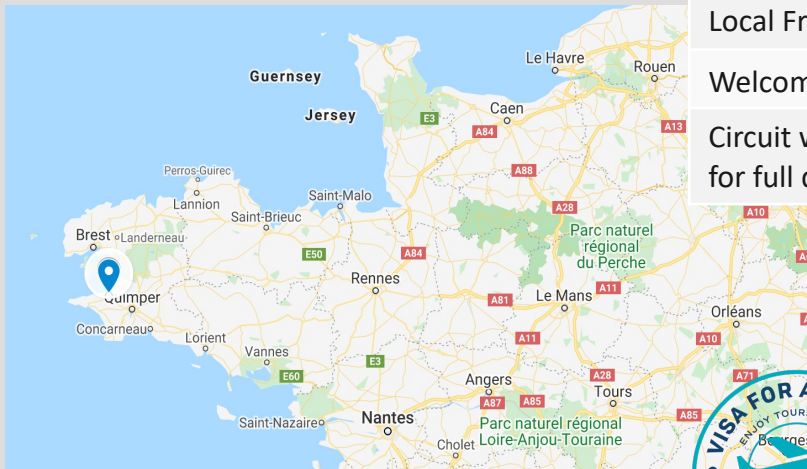 Local Fr
Welcom
Circuit v
for full c
Le Havre
Rouen
Guernsey
Caen
Jersey
E3
A84
A13
A88
Perros-Guirec
Lannion
Saint-Malo
Saint-Brieuc
A28
A10
Brest
Landerneau
Parc naturel
régional
du Perche
E50
A84
Rennes
A81
Le Mans
A11
Quimper
Concarneau
Orléans
Lorient
A11
A10
Vannes
E3
E60
Angers
A28
A71
Tours
A87
A85
A85
Saint-Nazaire
Nantes
Parc naturel régional
Loire-Anjou-Touraine
Cholet
VISA FOR A
ENJOY TOUR